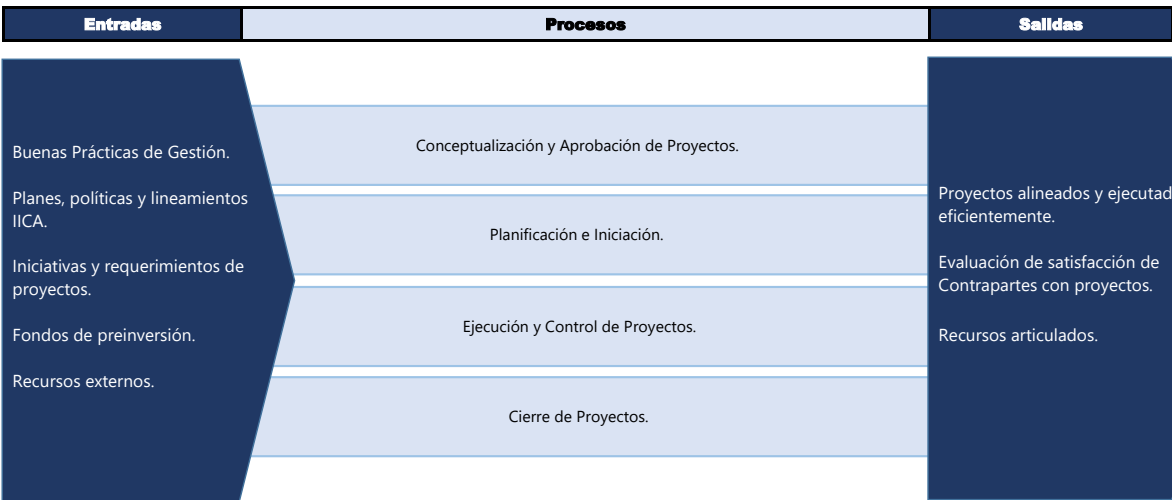 Entradas
Procesos
Salidas
Buenas Prácticas de Gestión.
Planes, políticas y lineamientos
IICA.
Iniciativas y requerimientos de
proyectos.
Fondos de preinversión.
Recursos externos.
Conceptualización y Aprobación de Proyectos.
Planificación e Iniciación.
Ejecución y Control de Proyectos.
Cierre de Proyectos.
Proyectos alineados y ejecutad
eficientemente.
Evaluación de satisfacción de
Contrapartes con proyectos.
Recursos articulados.